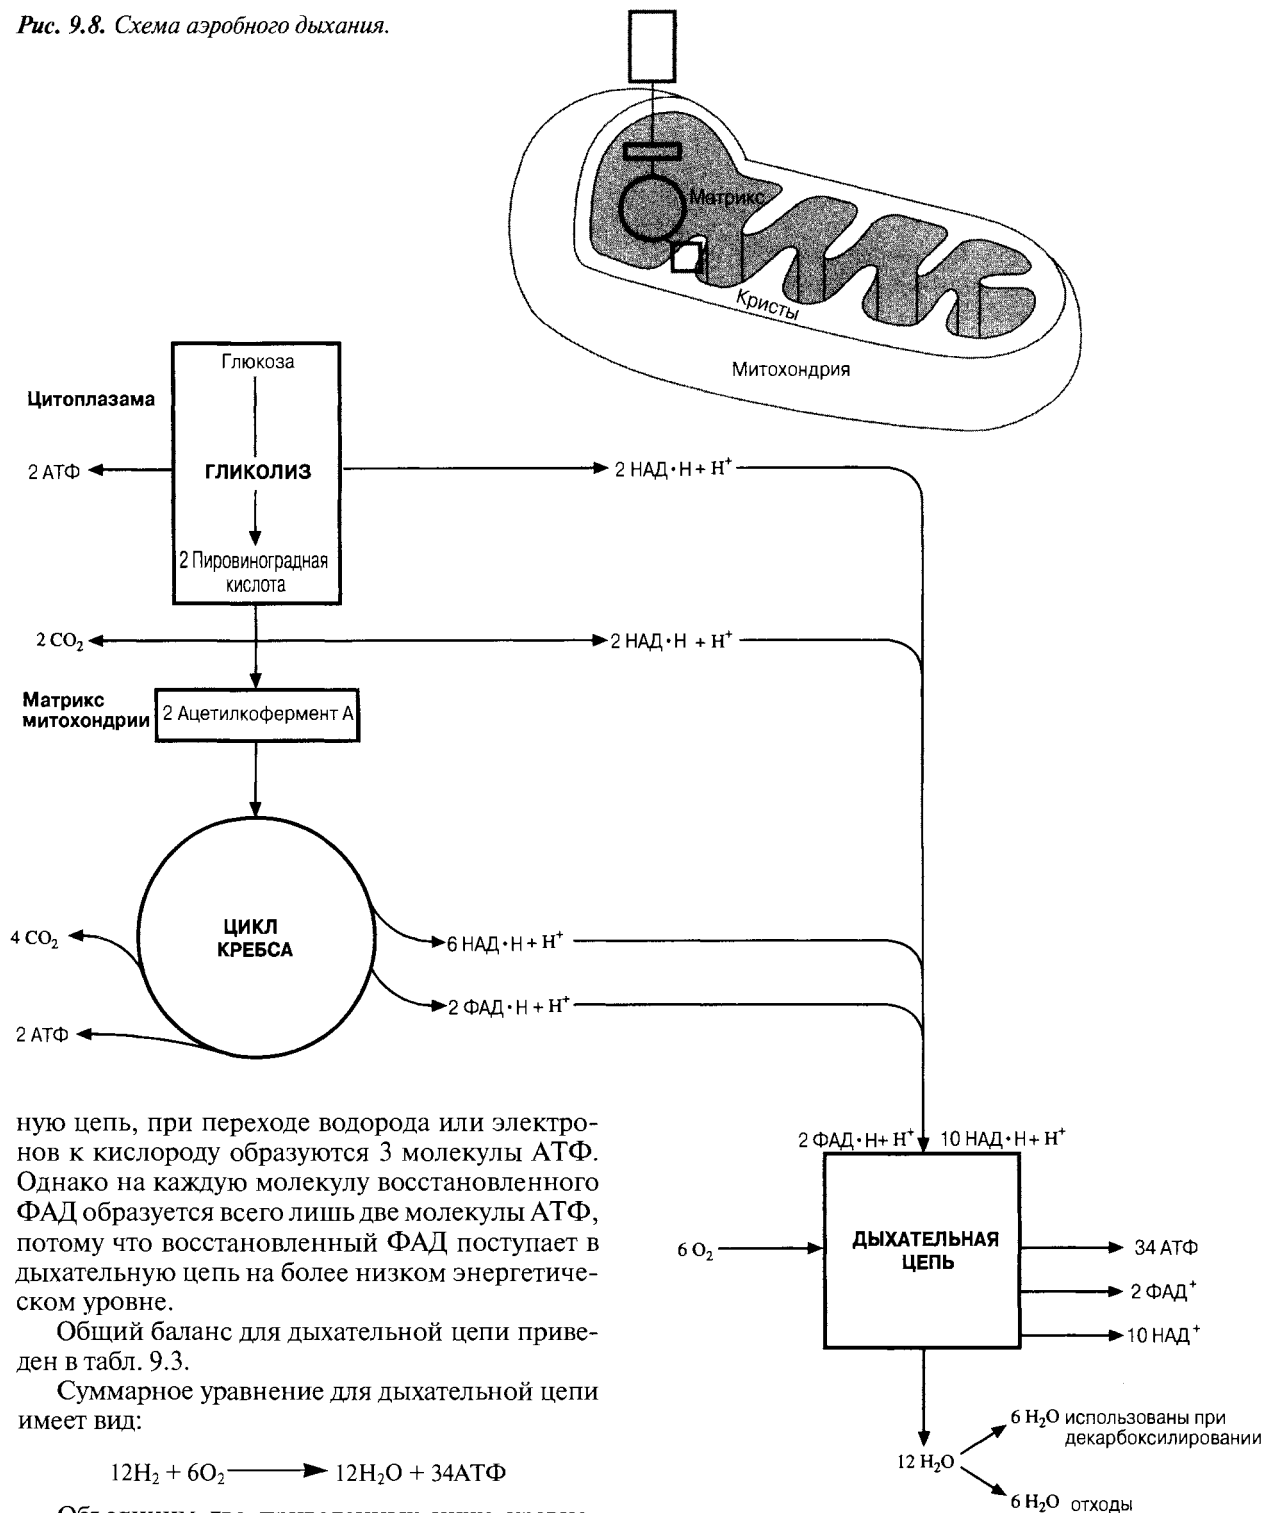 Рис. 9.8. Схема аэробного дыхания.
Матрикс
Кристы
Митохондрия
Глюкоза
Цитоплазама
2 АТФ
ГЛИКОЛИЗ
2 НАД·Н + H⁺
2 Пировиноградная
кислота
2 CO₂
2 НАД·Н + H⁺
Матрикс
митохондрии
2 Ацетилкофермент А
ЦИКЛ
КРЕБСА
4 CO₂
6 НАД·Н + H⁺
2 ФАД·Н + H⁺
2 АТФ
2 ФАД·Н+ H⁺
10 НАД·Н + H⁺
6 O₂
ДЫХАТЕЛЬНАЯ
ЦЕПЬ
34 АТФ
2 ФАД⁺
10 НАД⁺
12 H₂O
6 H₂O использованы при
декарбоксилировании
6 H₂O отходы
ную цепь, при переходе водорода или электро-
нов к кислороду образуются 3 молекулы АТФ.
Однако на каждую молекулу восстановленного
ФАД образуется всего лишь две молекулы АТФ,
потому что восстановленный ФАД поступает в
дыхательную цепь на более низком энергетиче-
ском уровне.
Общий баланс для дыхательной цепи приве-
ден в табл. 9.3.
Суммарное уравнение для дыхательной цепи
имеет вид:
12H₂ + 6O₂ → 12H₂O + 34АТФ